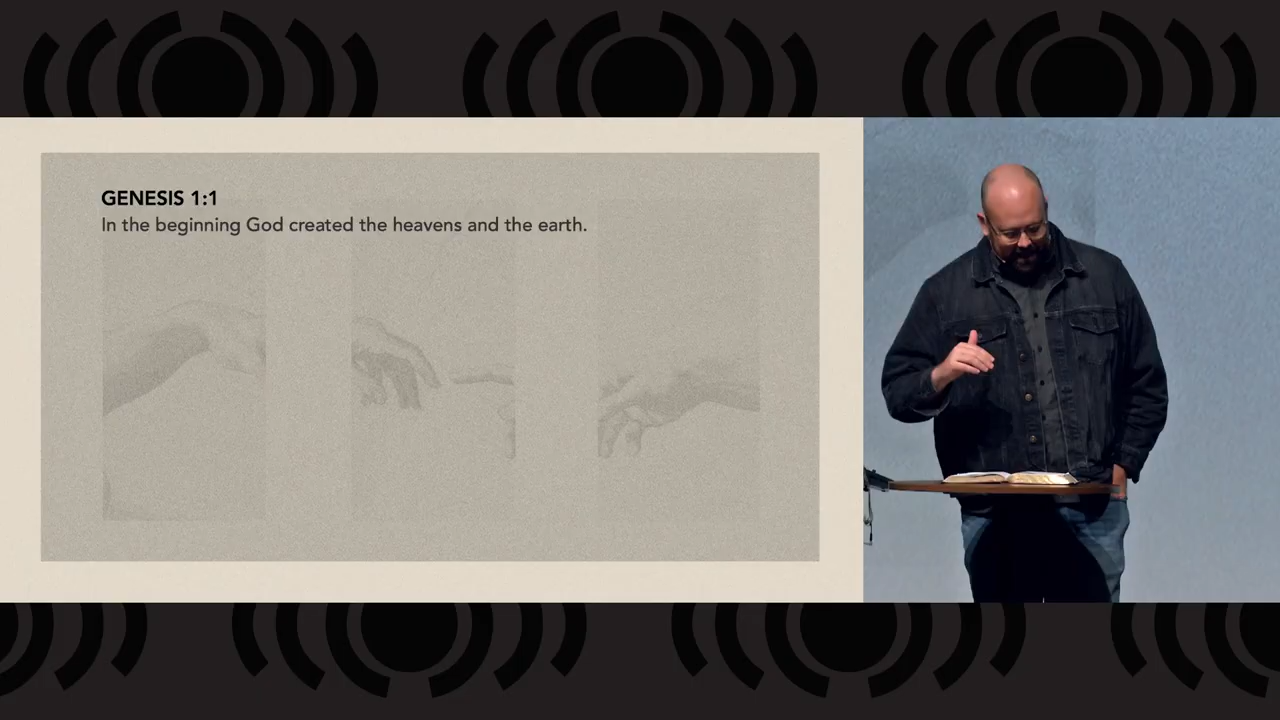 GENESIS 1:1
In the beginning God created the heavens and the earth.